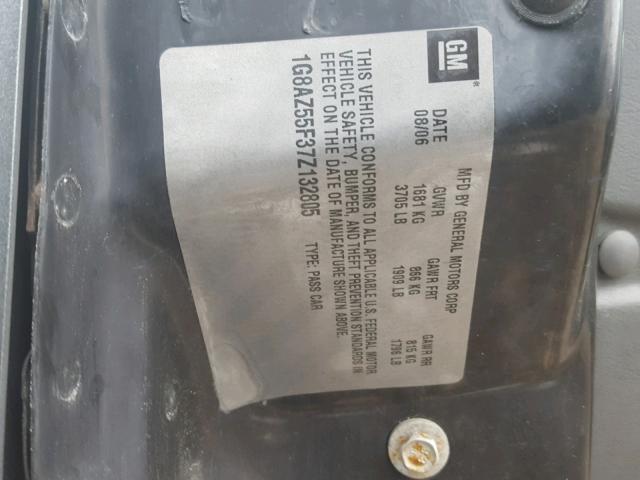 GM
®
MFD BY GENERAL MOTORS CORP
DATE GVWR GAWR FRT GAWR RR
08/06 1681 KG 866 KG 815 KG
3705 LB 1909 LB 1796 LB
THIS VEHICLE CONFORMS TO ALL APPLICABLE U.S. FEDERAL MOTOR
VEHICLE SAFETY, BUMPER, AND THEFT PREVENTION STANDARDS IN
EFFECT ON THE DATE OF MANUFACTURE SHOWN ABOVE.
1G8AZ55F37Z132805 TYPE: PASS CAR